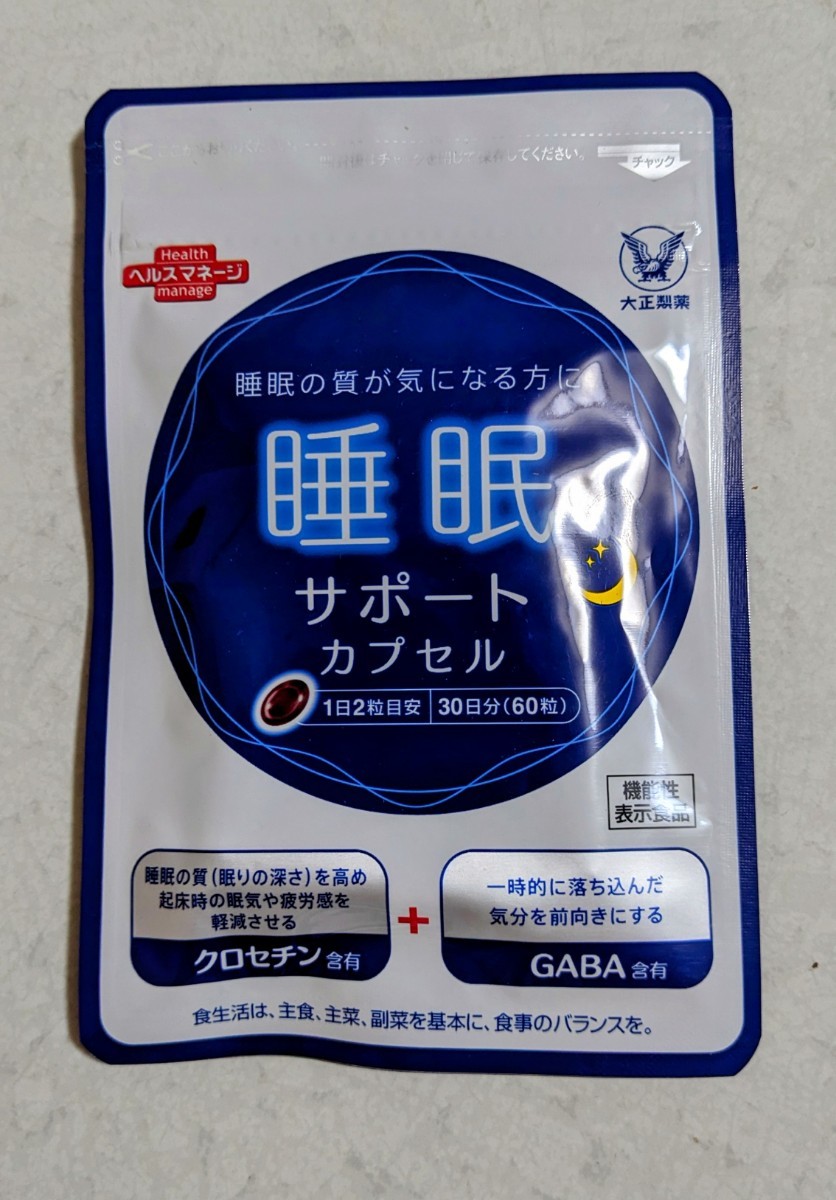 してください。
チャック
Health
ヘルスマネージ
manage
大正製薬
睡眠の質が気になる方に
睡眠
サポート
カプセル
1日2粒目安 30日分(60粒)
機能性
表示食品
睡眠の質(眠りの深さ)を高め
起床時の眠気や疲労感を
軽減させる
クロセチン含有
+
一時的に落ち込んだ
気分を前向きにする
GABA含有
食生活は、主食、主菜、副菜を基本に、食事のバランスを。